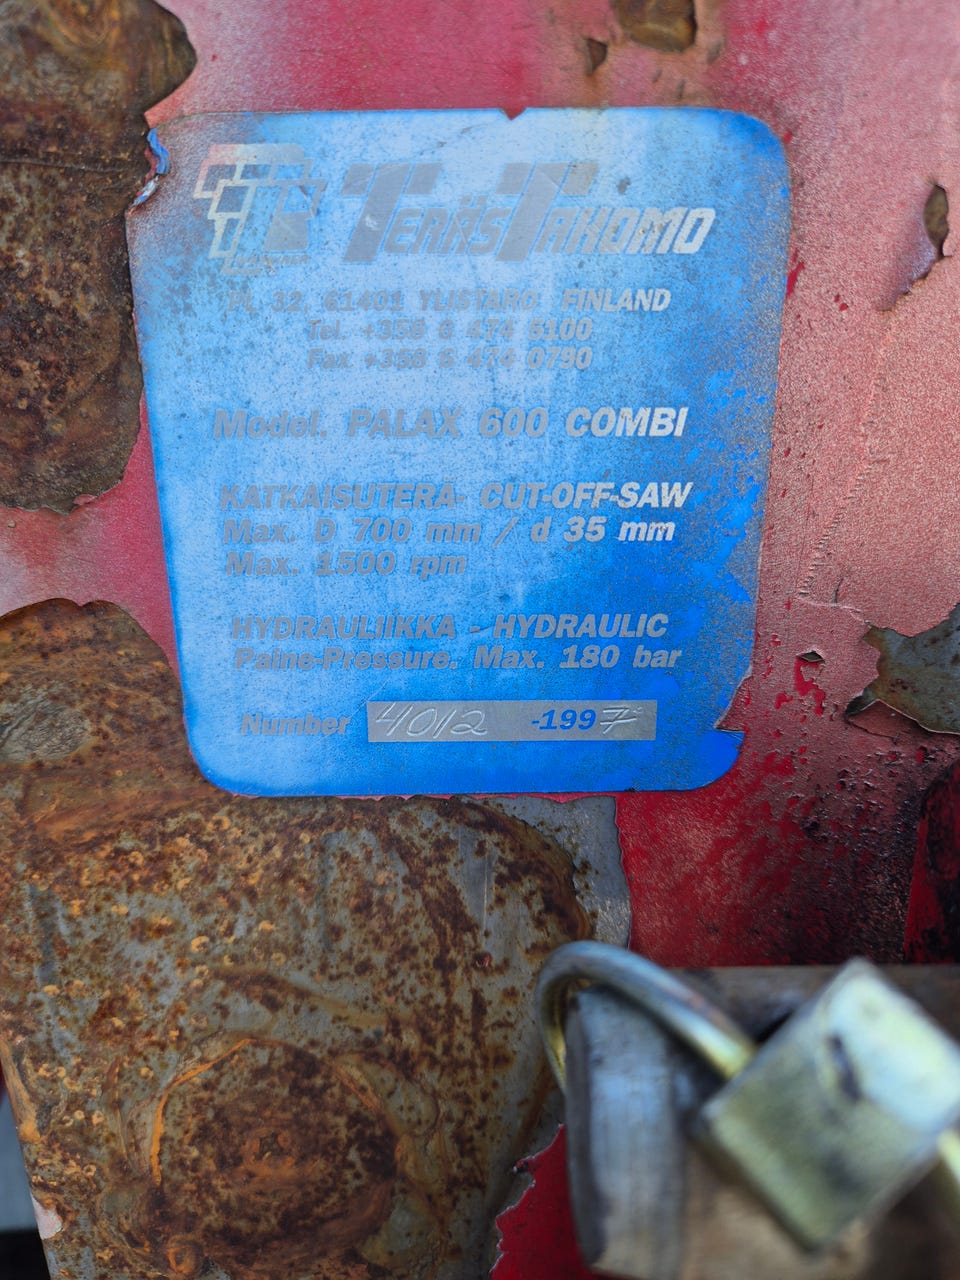 TERÄSTAKOMO
PL 32, 61401 YLISTARO FINLAND
Tel. +358 6 474 5100
Fax +358 6 474 0790
Model. PALAX 600 COMBI
KATKAISUTERÄ- CUT-OFF-SAW
Max. D 700 mm / d 35 mm
Max. 1500 rpm
HYDRAULIIKKA - HYDRAULIC
Paine-Pressure. Max. 180 bar
Number 4012 -1997